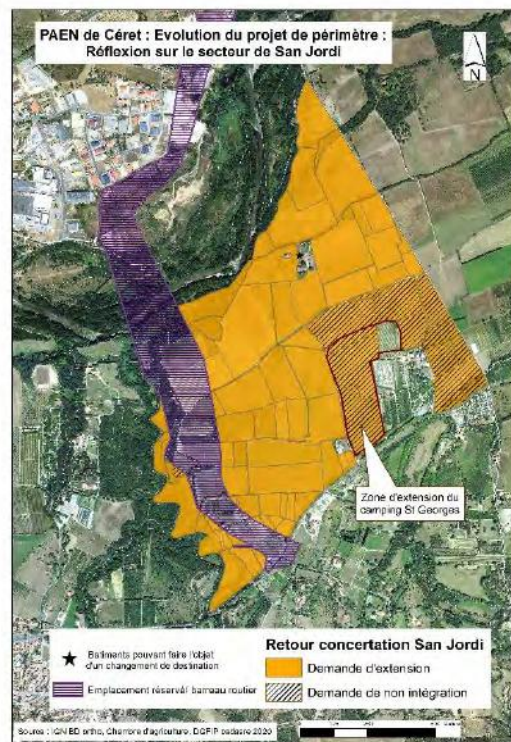 PAEN de Céret : Evolution du projet de périmètre :
Réflexion sur le secteur de San Jordi
N
Zone d'extension du
camping St Georges
Bâtiments pouvant faire l'objet
d'un changement de destination
Emplacement réservé barreau routier
Retour concertation San Jordi
Demande d'extension
Demande de non intégration
Source : IGN BD ortho, Chambre d'agriculture, DGFIP cadastre 2020